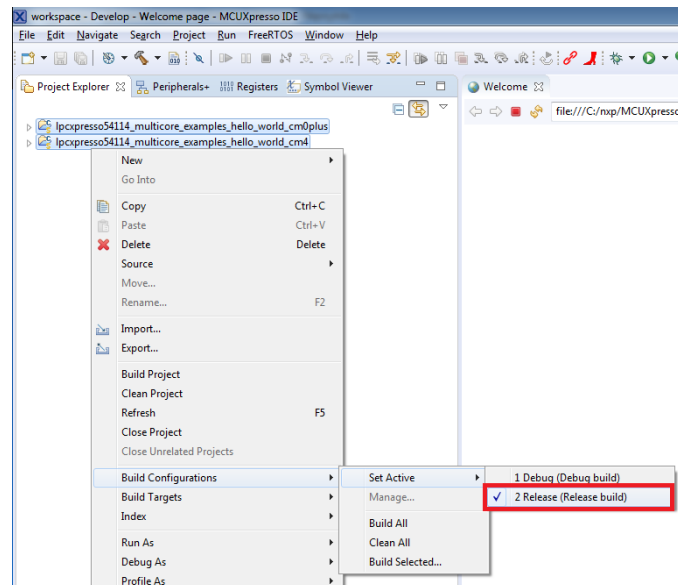 workspace - Develop - Welcome page - MCUXpresso IDE
File Edit Navigate Search Project Run FreeRTOS Window Help
Project Explorer Peripherals+ Registers Symbol Viewer
Welcome
file:///C:/nxp/MCUXpresso
lpcxpresso54114_multicore_examples_hello_world_cm0plus
lpcxpresso54114_multicore_examples_hello_world_cm4
New
Go Into
Copy Ctrl+C
Paste Ctrl+V
Delete Delete
Source
Move...
Rename... F2
Import...
Export...
Build Project
Clean Project
Refresh F5
Close Project
Close Unrelated Projects
Build Configurations
Build Targets
Index
Run As
Debug As
Profile As
Set Active
Manage...
Build All
Clean All
Build Selected...
1 Debug (Debug build)
2 Release (Release build)